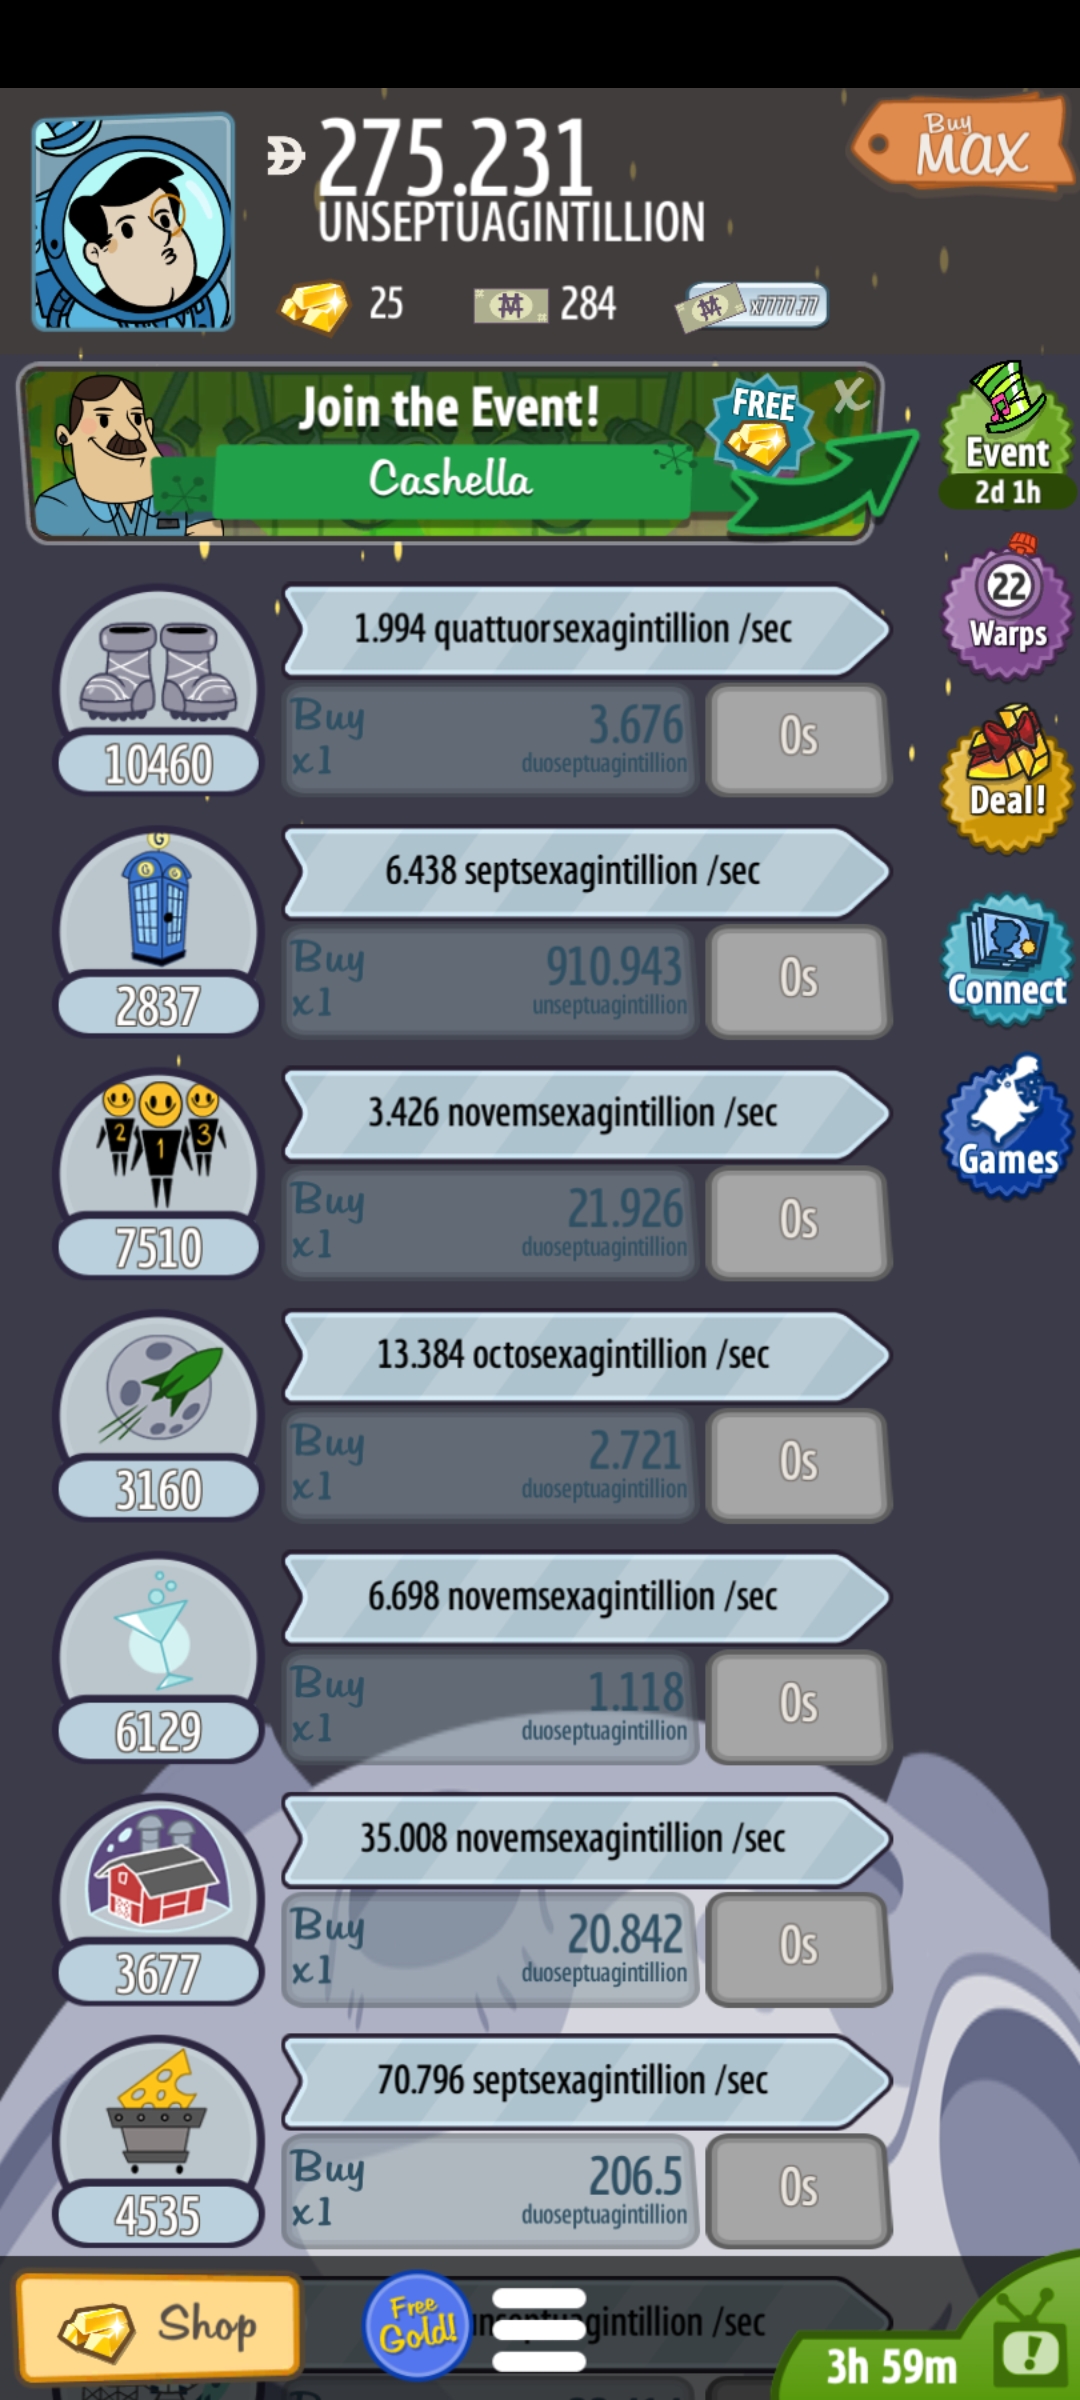 275.231
UNSEPTUAGINTILLION
Buy
MAX
25
284
x7777.77
Join the Event!
Cashella
FREE
X
Event
2d 1h
22
Warps
Deal!
Connect
Games
1.994 quattuorsexagintillion /sec
10460
Buy
x1
3.676
duoseptuagintillion
0s
6.438 septsexagintillion /sec
G
G
G
2837
Buy
x1
910.943
unseptuagintillion
0s
3.426 novemsexagintillion /sec
2
1
3
7510
Buy
x1
21.926
duoseptuagintillion
0s
13.384 octosexagintillion /sec
3160
Buy
x1
2.721
duoseptuagintillion
0s
6.698 novemsexagintillion /sec
6129
Buy
x1
1.118
duoseptuagintillion
0s
35.008 novemsexagintillion /sec
3677
Buy
x1
20.842
duoseptuagintillion
0s
70.796 septsexagintillion /sec
4535
Buy
x1
206.5
duoseptuagintillion
0s
Shop
Free
Gold!
/sec
3h 59m
!